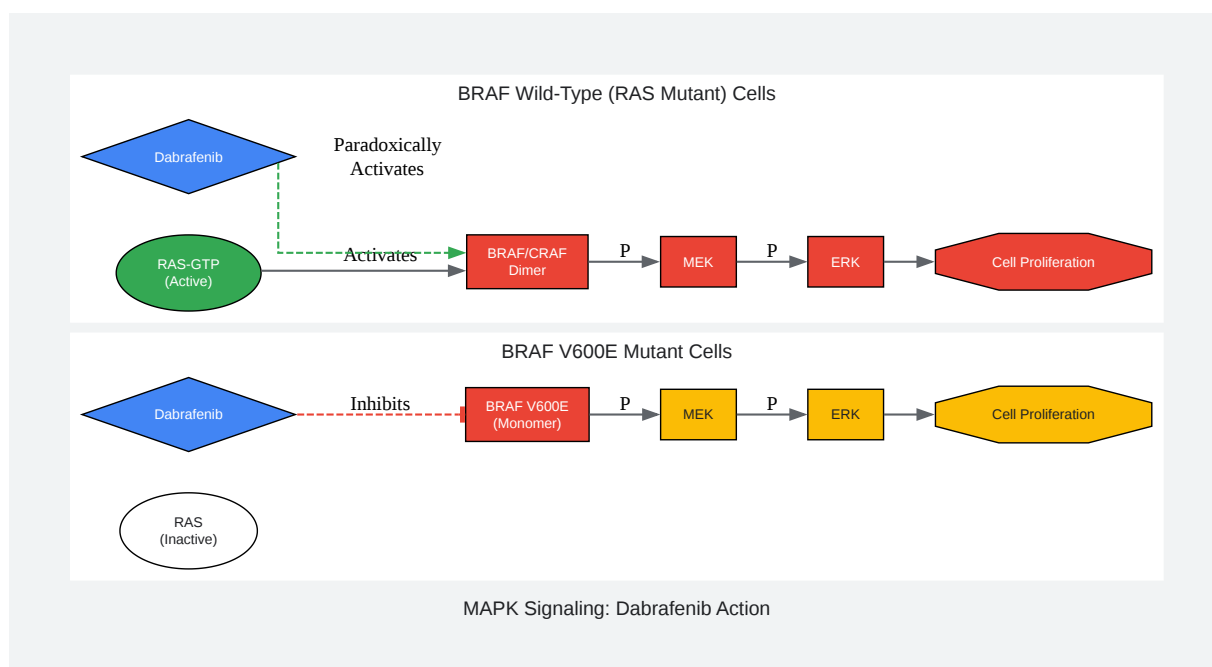 BRAF Wild-Type (RAS Mutant) Cells
Dabrafenib
Paradoxically
Activates
RAS-GTP
(Active)
Activates
BRAF/CRAF
Dimer
P
MEK
P
ERK
Cell Proliferation
BRAF V600E Mutant Cells
Dabrafenib
Inhibits
BRAF V600E
(Monomer)
P
MEK
P
ERK
Cell Proliferation
RAS
(Inactive)
MAPK Signaling: Dabrafenib Action